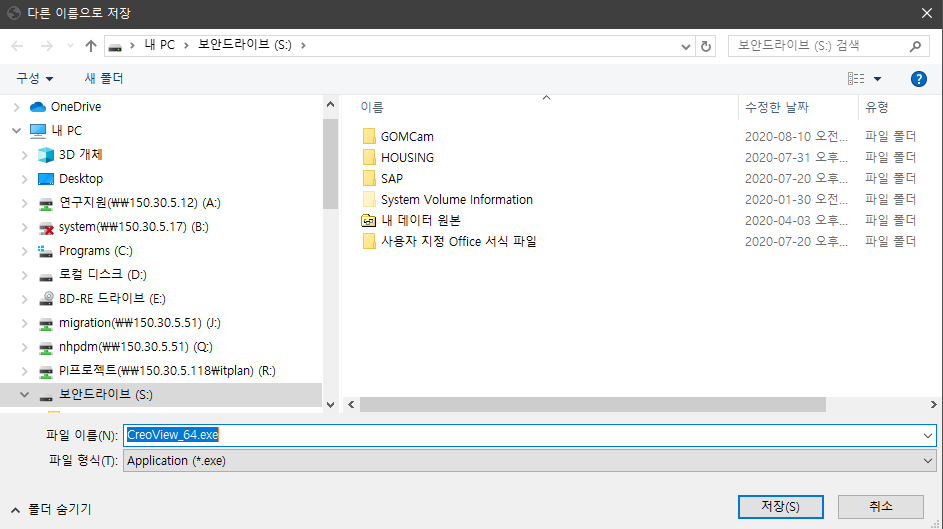 다른 이름으로 저장
내 PC > 보안드라이브 (S:) >
보안드라이브 (S:) 검색
구성
새 폴더
OneDrive
내 PC
3D 개체
Desktop
연구지원(₩₩150.30.5.12) (A:)
system(₩₩150.30.5.17) (B:)
Programs (C:)
로컬 디스크 (D:)
BD-RE 드라이브 (E:)
migration(₩₩150.30.5.51) (J:)
nhpdm(₩₩150.30.5.51) (Q:)
PI프로젝트(₩₩150.30.5.118₩itplan) (R:)
보안드라이브 (S:)
이름 수정한 날짜 유형
GOMCam 2020-08-10 오전... 파일 폴더
HOUSING 2020-07-31 오후... 파일 폴더
SAP 2020-07-20 오후... 파일 폴더
System Volume Information 2020-01-30 오전... 파일 폴더
내 데이터 원본 2020-04-03 오후... 파일 폴더
사용자 지정 Office 서식 파일 2020-07-20 오후... 파일 폴더
파일 이름(N): CreoView_64.exe
파일 형식(T): Application (*.exe)
폴더 숨기기
저장(S)
취소